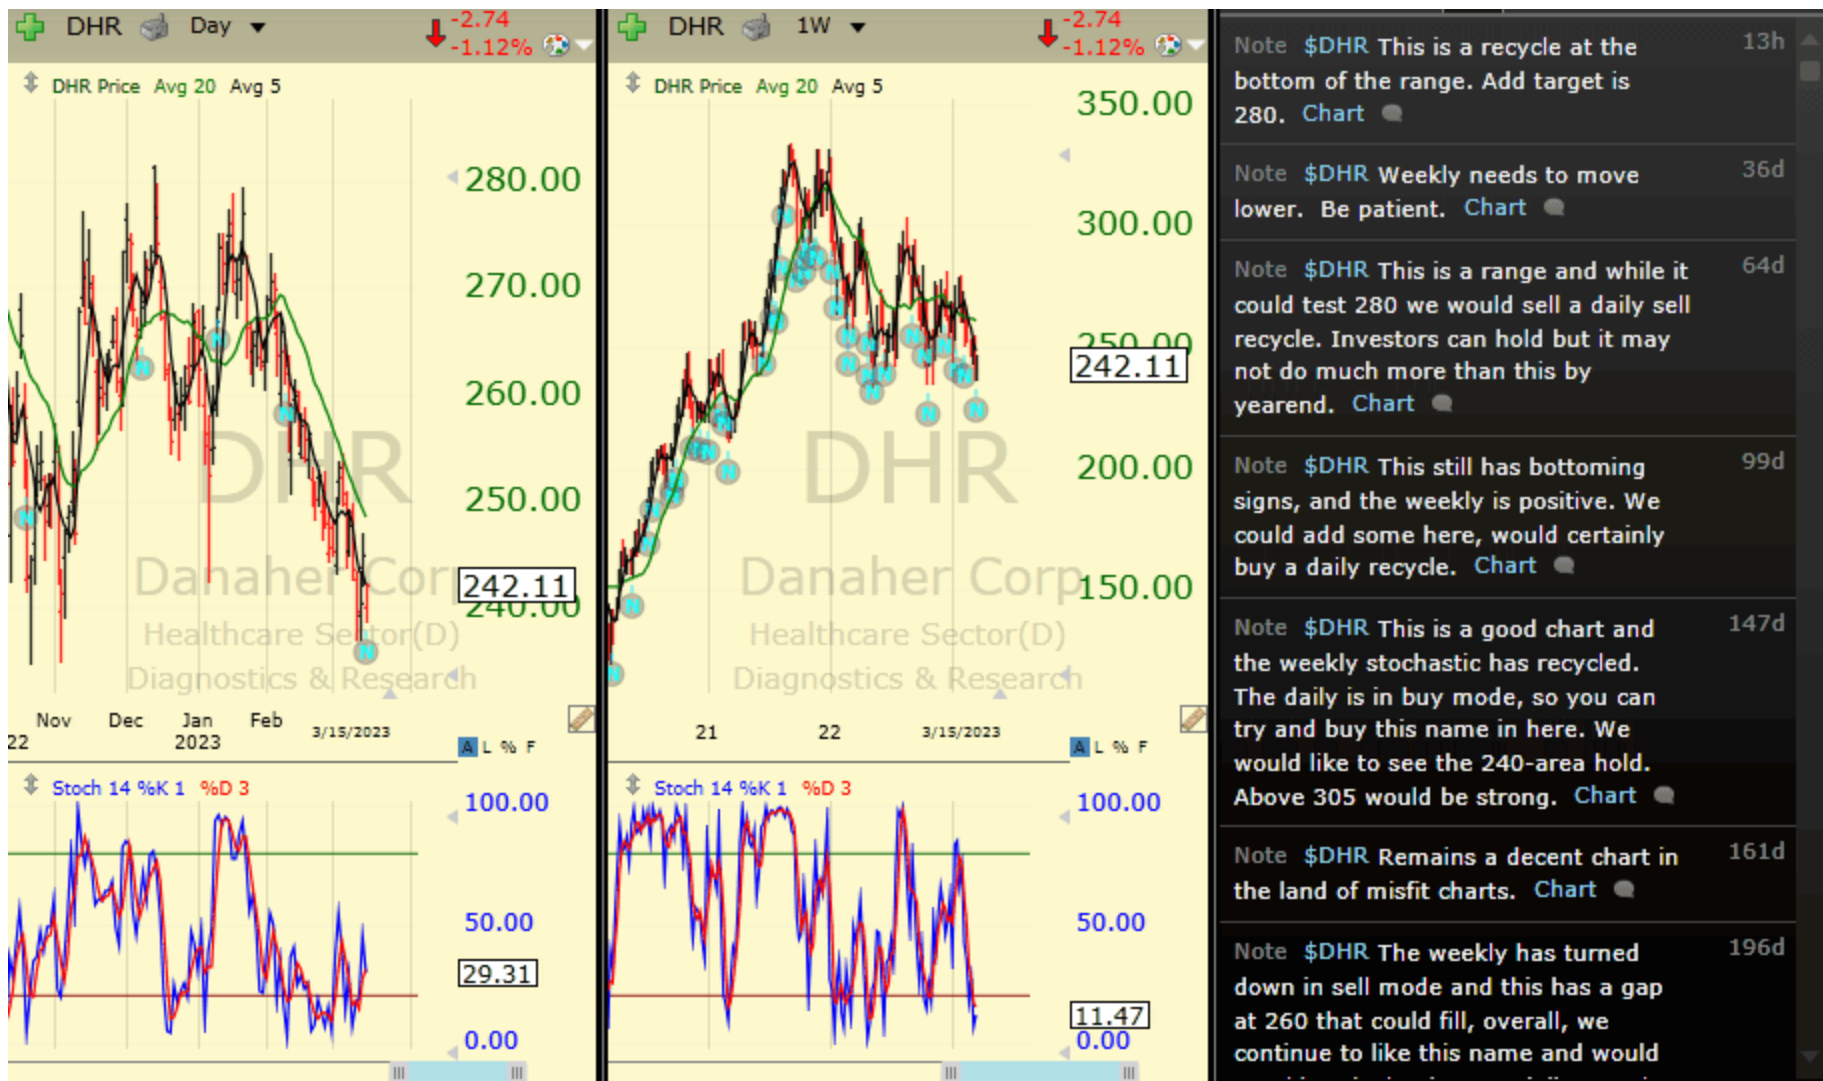 DHR Day
-2.74
-1.12%
DHR Price Avg 20 Avg 5
280.00
270.00
260.00
250.00
240.00
242.11
DHR
Danaher Corp
Healthcare Sector(D)
Diagnostics & Research
Nov Dec Jan Feb
22 2023 3/15/2023
A L % F
Stoch 14 %K 1 %D 3
100.00
50.00
29.31
0.00
DHR 1W
-2.74
-1.12%
DHR Price Avg 20 Avg 5
350.00
300.00
250.00
242.11
200.00
150.00
DHR
Danaher Corp
Healthcare Sector(D)
Diagnostics & Research
21 22 3/15/2023
A L % F
Stoch 14 %K 1 %D 3
100.00
50.00
11.47
0.00
Note $DHR This is a recycle at the 13h
bottom of the range. Add target is
280. Chart
Note $DHR Weekly needs to move 36d
lower. Be patient. Chart
Note $DHR This is a range and while it 64d
could test 280 we would sell a daily sell
recycle. Investors can hold but it may
not do much more than this by
yearend. Chart
Note $DHR This still has bottoming 99d
signs, and the weekly is positive. We
could add some here, would certainly
buy a daily recycle. Chart
Note $DHR This is a good chart and 147d
the weekly stochastic has recycled.
The daily is in buy mode, so you can
try and buy this name in here. We
would like to see the 240-area hold.
Above 305 would be strong. Chart
Note $DHR Remains a decent chart in 161d
the land of misfit charts. Chart
Note $DHR The weekly has turned 196d
down in sell mode and this has a gap
at 260 that could fill, overall, we
continue to like this name and would